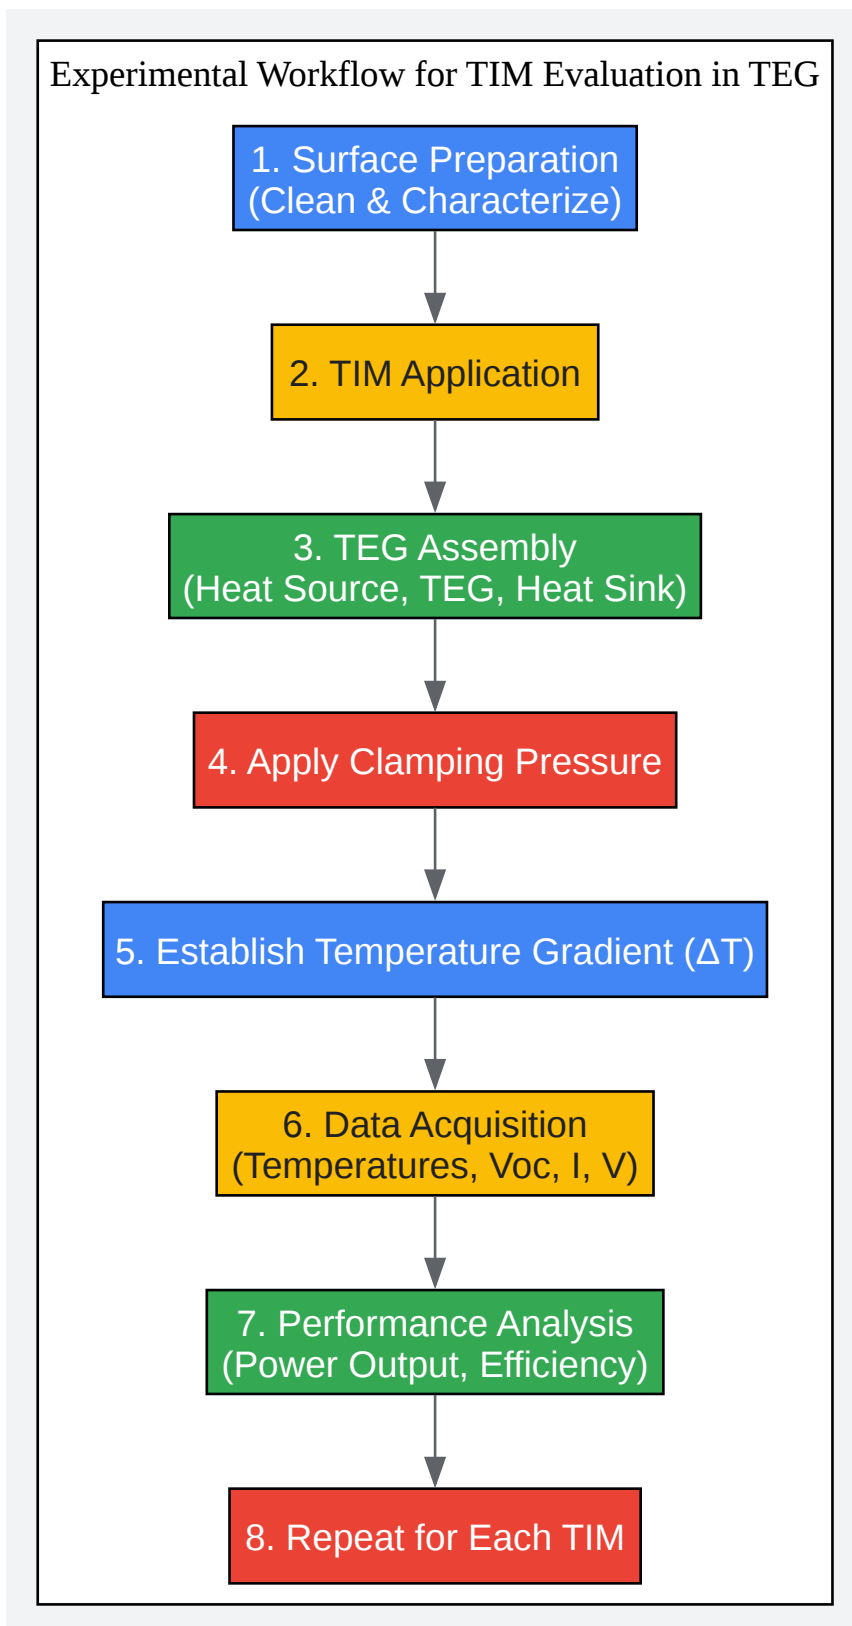 Experimental Workflow for TIM Evaluation in TEG
1. Surface Preparation
(Clean & Characterize)
2. TIM Application
3. TEG Assembly
(Heat Source, TEG, Heat Sink)
4. Apply Clamping Pressure
5. Establish Temperature Gradient (ΔT)
6. Data Acquisition
(Temperatures, Voc, I, V)
7. Performance Analysis
(Power Output, Efficiency)
8. Repeat for Each TIM